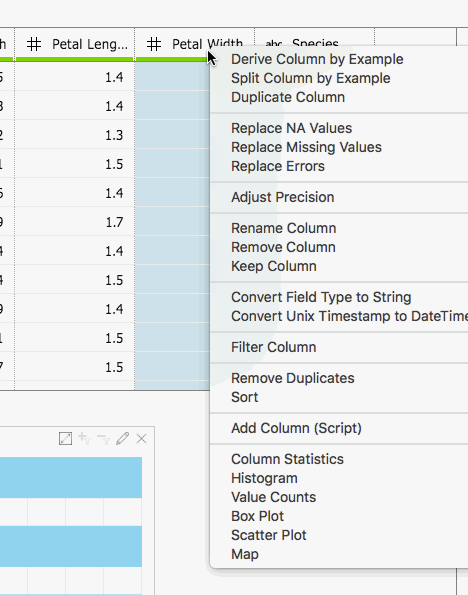 h # Petal Leng... # Petal Width abc Species
5 1.4
3 1.4
2 1.3
1 1.5
5 1.4
9 1.7
4 1.4
4 1.5
9 1.4
1 1.5
7 1.5
Derive Column by Example
Split Column by Example
Duplicate Column
Replace NA Values
Replace Missing Values
Replace Errors
Adjust Precision
Rename Column
Remove Column
Keep Column
Convert Field Type to String
Convert Unix Timestamp to DateTime
Filter Column
Remove Duplicates
Sort
Add Column (Script)
Column Statistics
Histogram
Value Counts
Box Plot
Scatter Plot
Map